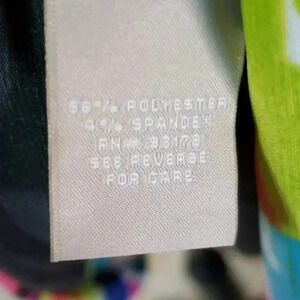 96% POLYESTER
4% SPANDEX
RN# 93178
SEE REVERSE
FOR CARE